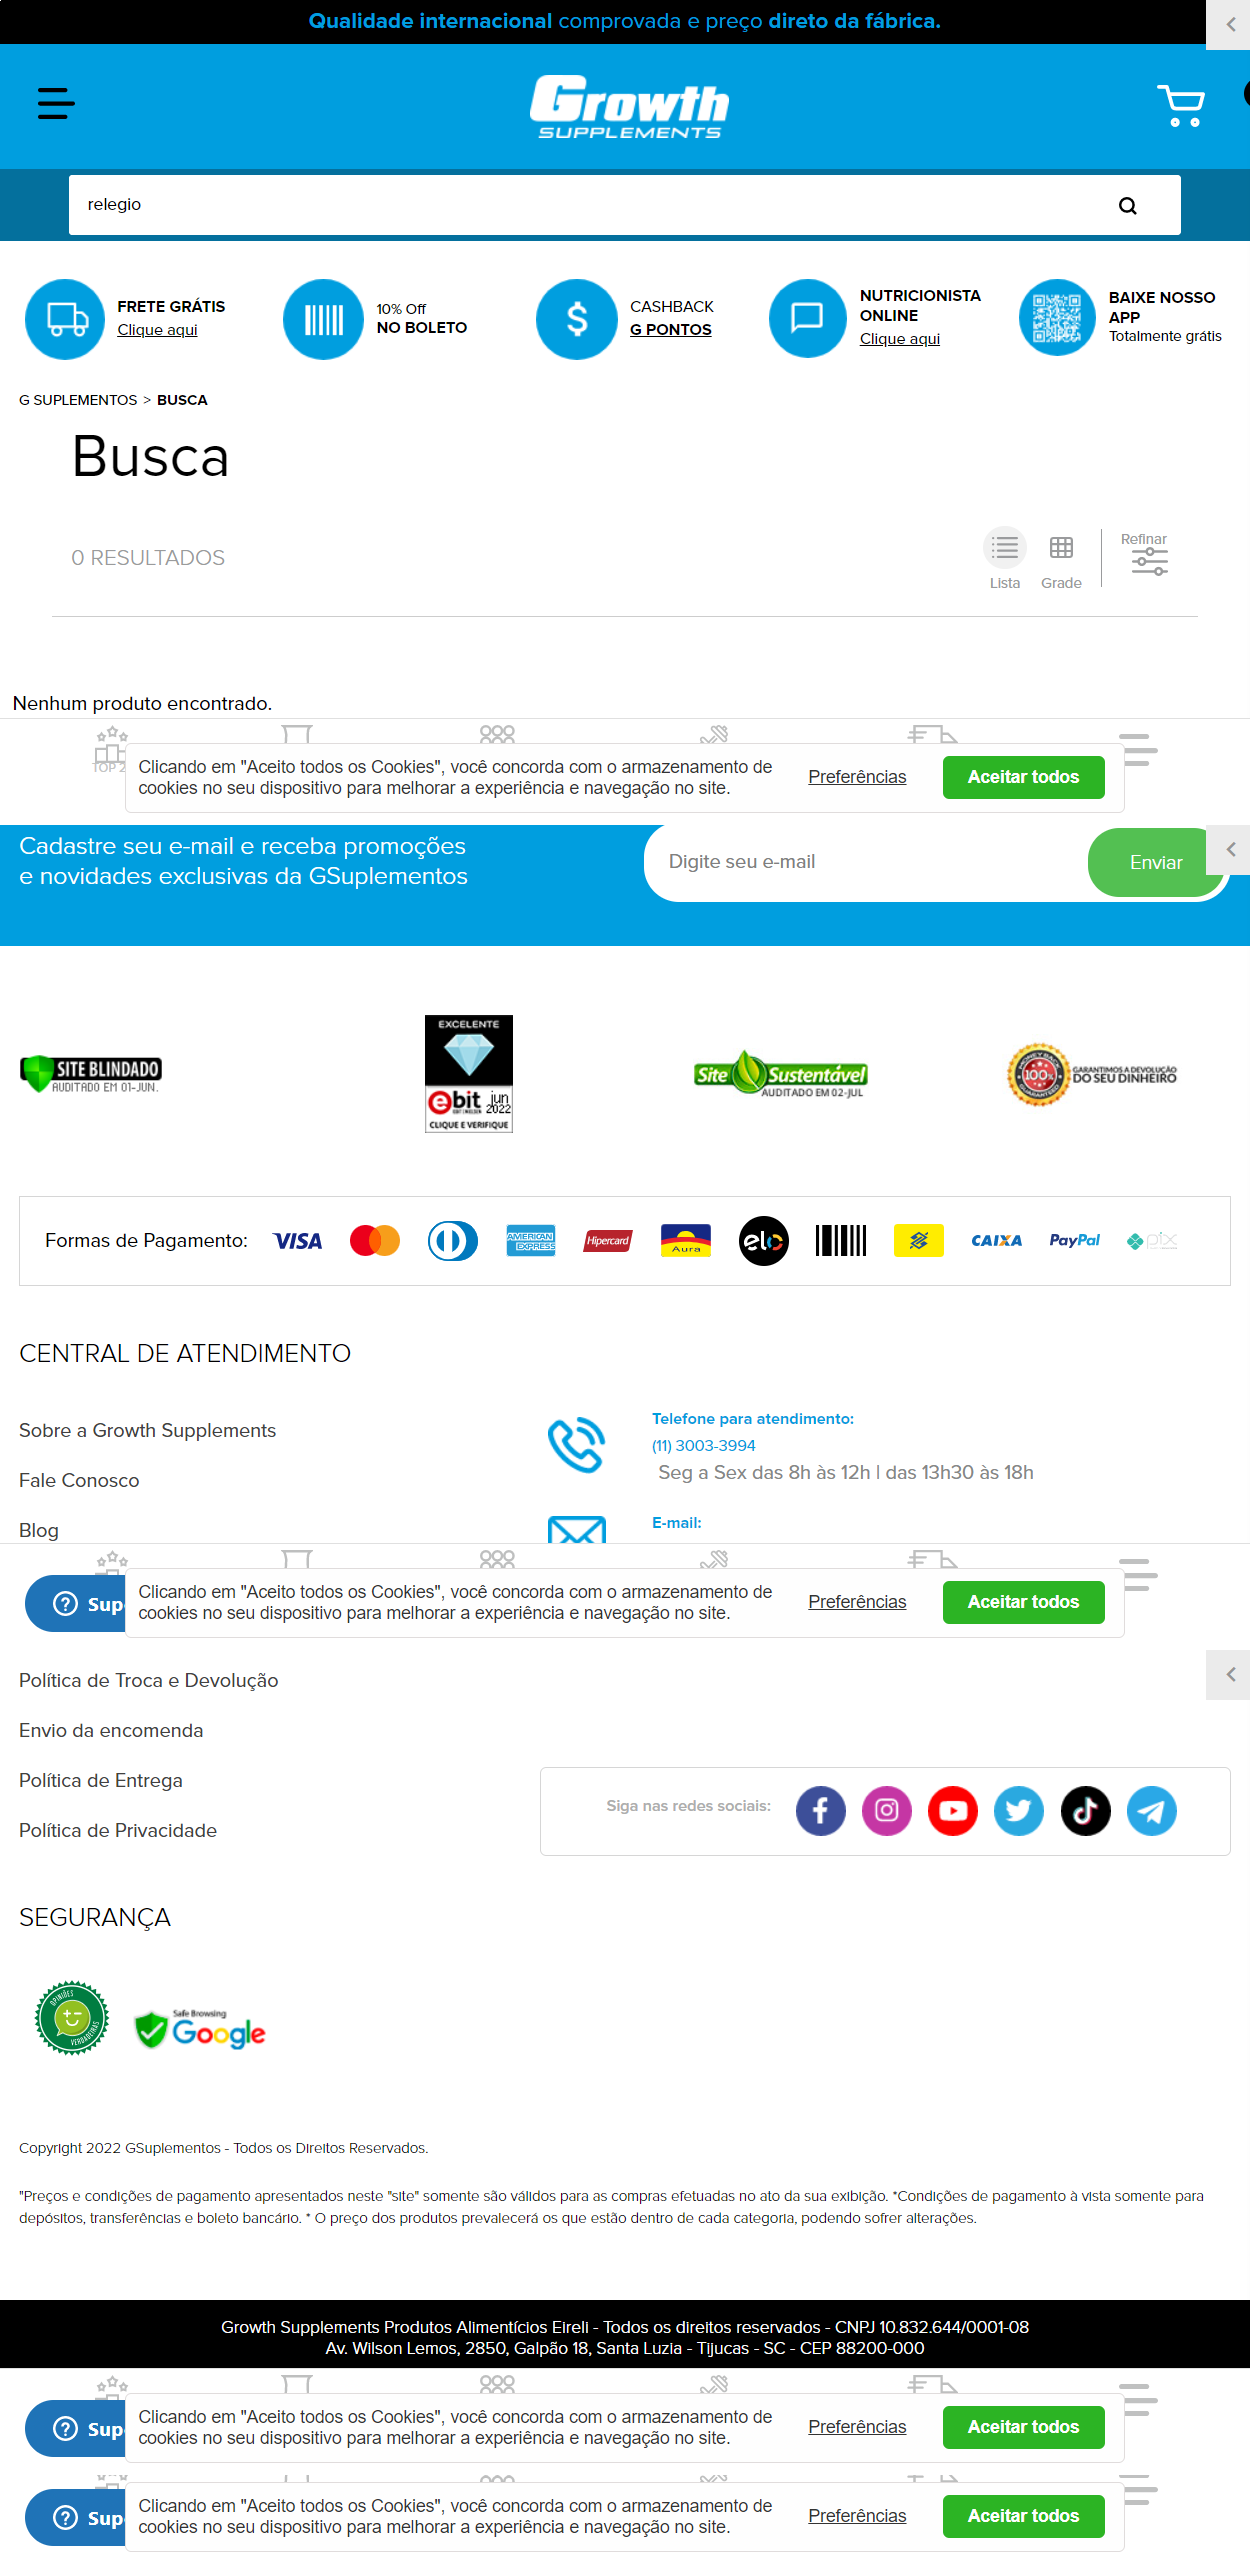 Qualidade internacional comprovada e preço direto da fábrica.
Growth
SUPPLEMENTS
relegio
FRETE GRÁTIS
Clique aqui
10% Off
NO BOLETO
CASHBACK
G PONTOS
NUTRICIONISTA
ONLINE
Clique aqui
BAIXE NOSSO
APP
Totalmente grátis
G SUPLEMENTOS > BUSCA
Busca
0 RESULTADOS
Lista
Grade
Refinar
Nenhum produto encontrado.
TOP 2
Clicando em "Aceito todos os Cookies", você concorda com o armazenamento de
cookies no seu dispositivo para melhorar a experiência e navegação no site.
Preferências
Aceitar todos
Cadastre seu e-mail e receba promoções
e novidades exclusivas da GSuplementos
Digite seu e-mail
Enviar
SITE BLINDADO
AUDITADO EM 01-JUN.
EXCELENTE
ebit
jun
2022
CLIQUE E VERIFIQUE
Site Sustentável
AUDITADO EM 02-JUL
MONEY BACK
100%
GUARANTEED
GARANTIMOS A DEVOLUÇÃO
DO SEU DINHEIRO
Formas de Pagamento:
VISA
AMERICAN
EXPRESS
Hipercard
Aura
elo
CAIXA
PayPal
pix
CENTRAL DE ATENDIMENTO
Sobre a Growth Supplements
Fale Conosco
Blog
Telefone para atendimento:
(11) 3003-3994
Seg a Sex das 8h às 12h | das 13h30 às 18h
E-mail:
Supo
Clicando em "Aceito todos os Cookies", você concorda com o armazenamento de
cookies no seu dispositivo para melhorar a experiência e navegação no site.
Preferências
Aceitar todos
Política de Troca e Devolução
Envio da encomenda
Política de Entrega
Política de Privacidade
Siga nas redes sociais:
SEGURANÇA
OPINIÕES
VERDADEIRAS
Safe Browsing
Google
Copyright 2022 GSuplementos - Todos os Direitos Reservados.
"Preços e condições de pagamento apresentados neste "site" somente são válidos para as compras efetuadas no ato da sua exibição. *Condições de pagamento à vista somente para
depósitos, transferências e boleto bancário. * O preço dos produtos prevalecerá os que estão dentro de cada categoria, podendo sofrer alterações.
Growth Supplements Produtos Alimentícios Eireli - Todos os direitos reservados - CNPJ 10.832.644/0001-08
Av. Wilson Lemos, 2850, Galpão 18, Santa Luzia - Tijucas - SC - CEP 88200-000
Supo
Clicando em "Aceito todos os Cookies", você concorda com o armazenamento de
cookies no seu dispositivo para melhorar a experiência e navegação no site.
Preferências
Aceitar todos
Supo
Clicando em "Aceito todos os Cookies", você concorda com o armazenamento de
cookies no seu dispositivo para melhorar a experiência e navegação no site.
Preferências
Aceitar todos